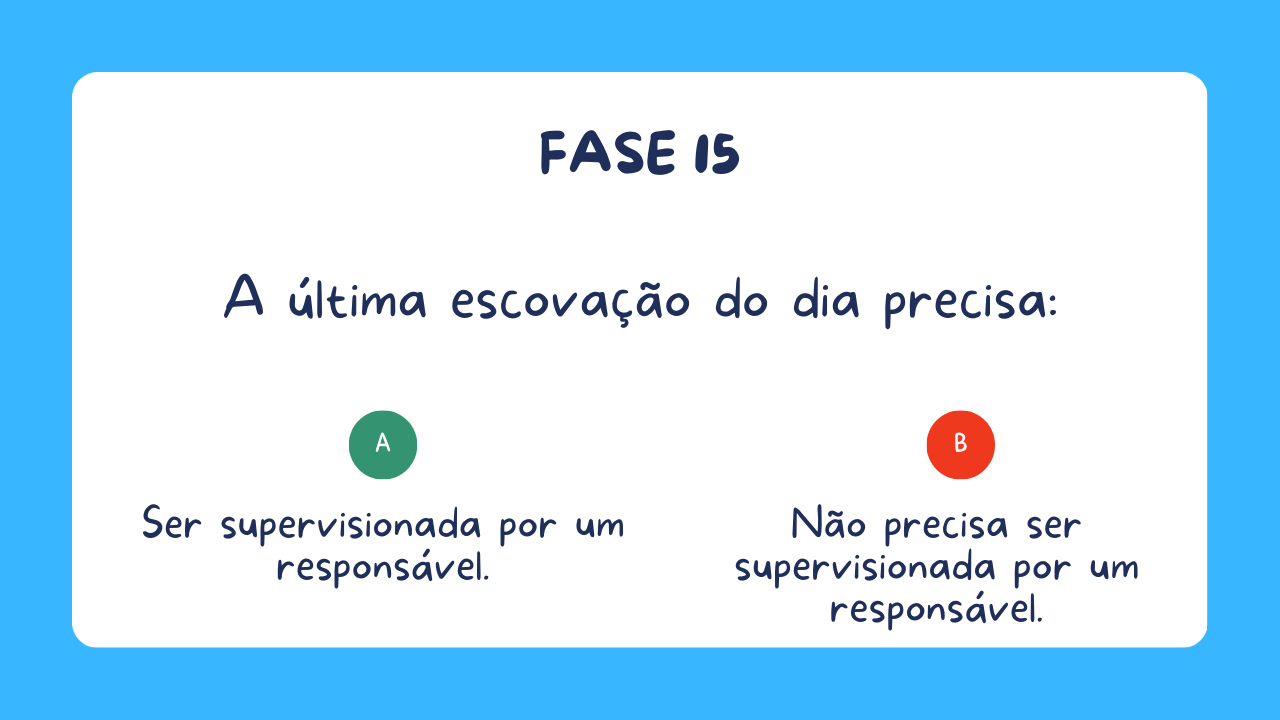 FASE 15
A última escovação do dia precisa:
A
Ser supervisionada por um
responsável.
B
Não precisa ser
supervisionada por um
responsável.